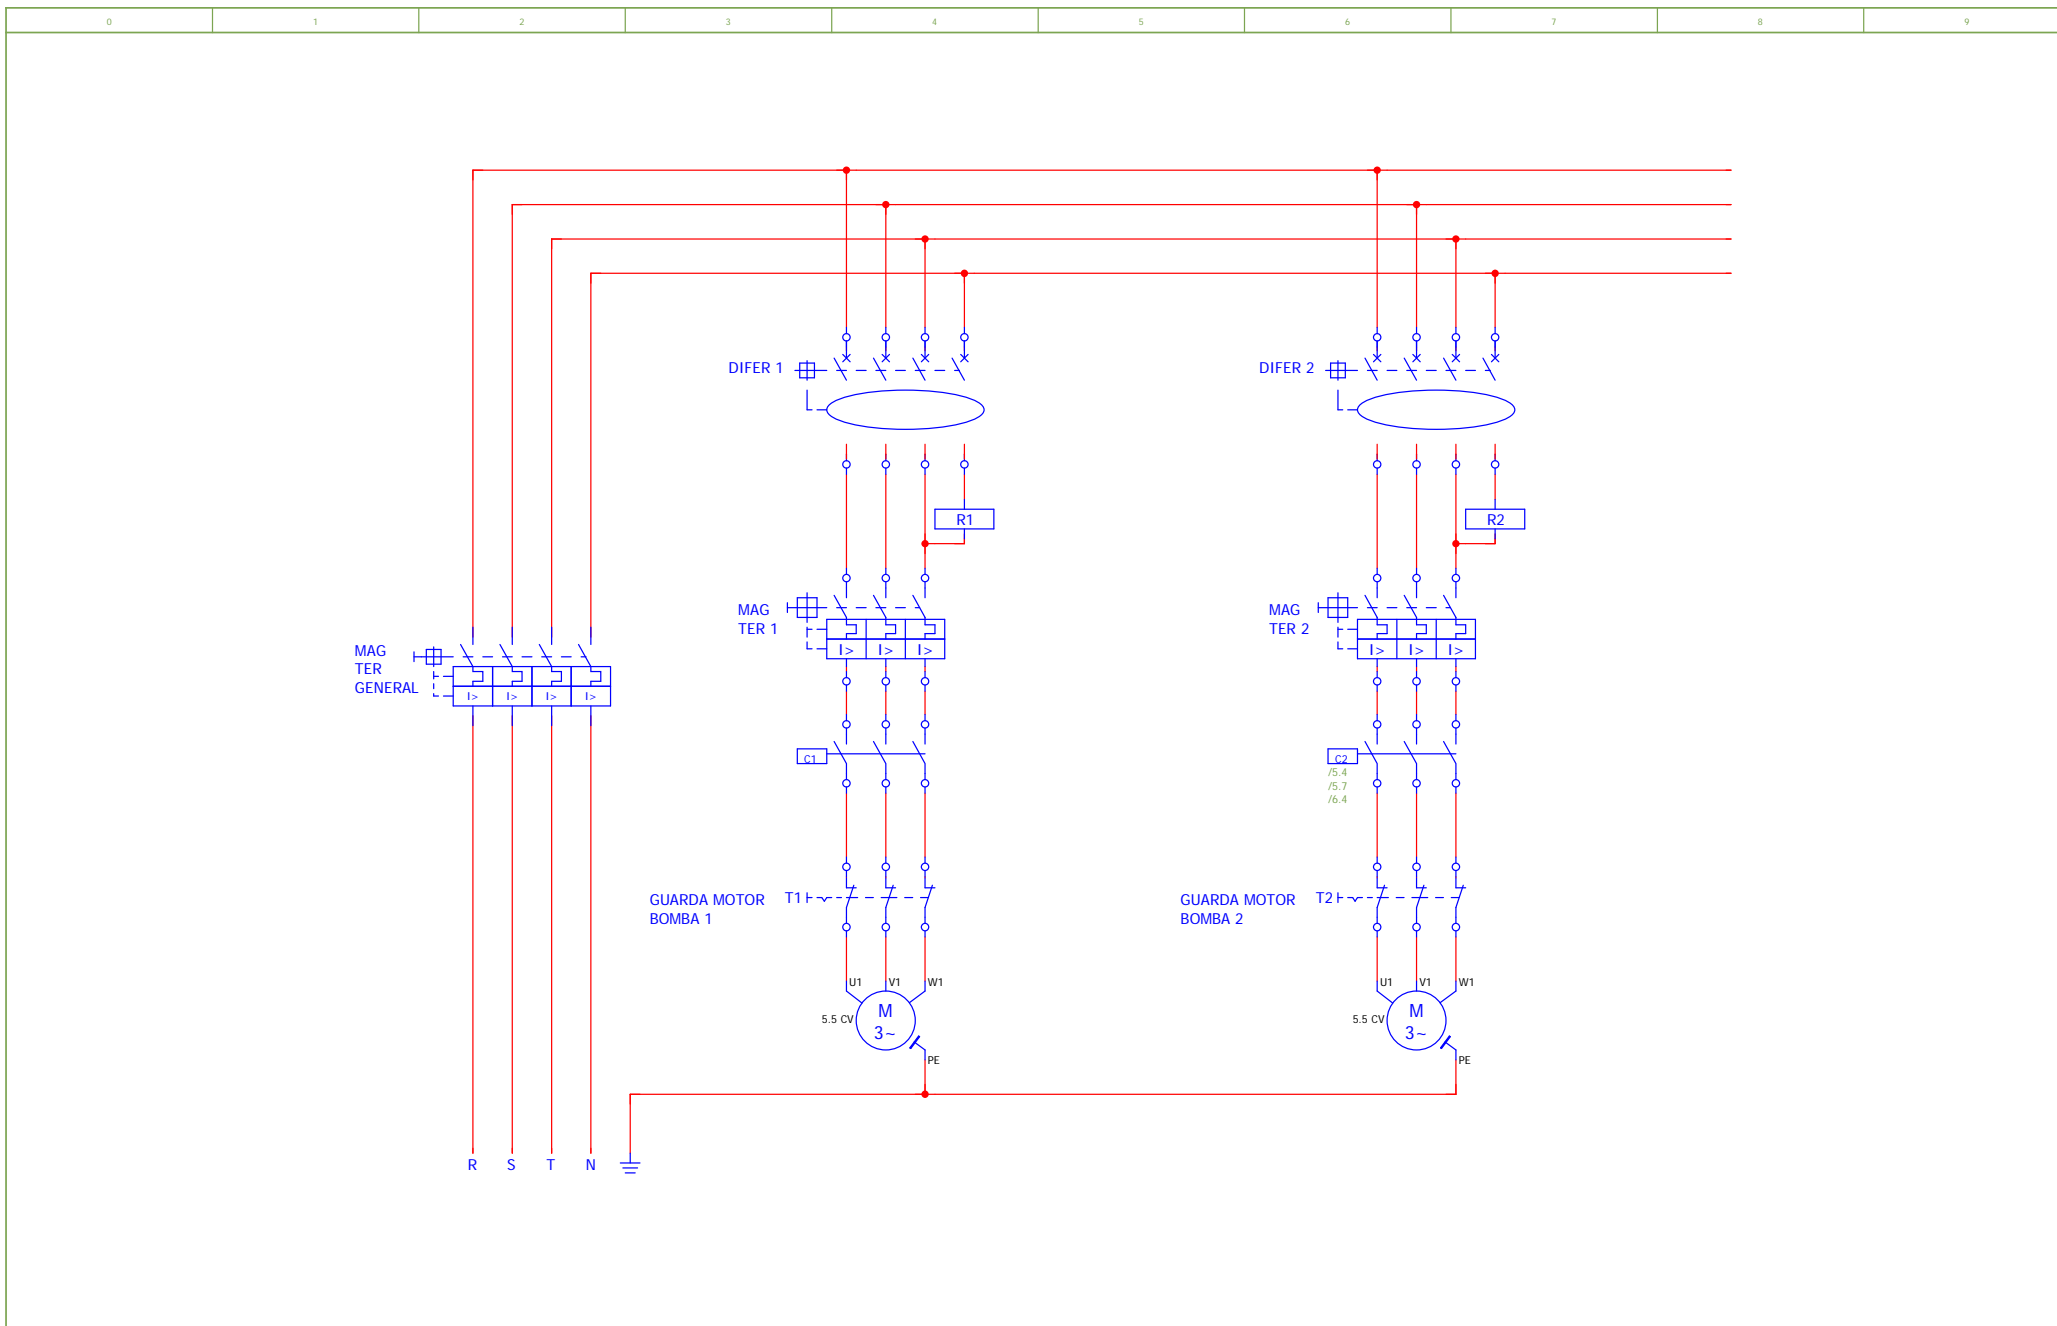 0 1 2 3 4 5 6 7 8 9
DIFER 1
DIFER 2
R1
R2
MAG
TER 1
MAG
TER 2
I> I> I>
I> I> I>
MAG
TER
GENERAL
I> I> I> I>
C1
C2
/5.4
/5.7
/6.4
GUARDA MOTOR
BOMBA 1
T1
GUARDA MOTOR
BOMBA 2
T2
U1 V1 W1
U1 V1 W1
5.5 CV
M
3~
PE
5.5 CV
M
3~
PE
R S T N